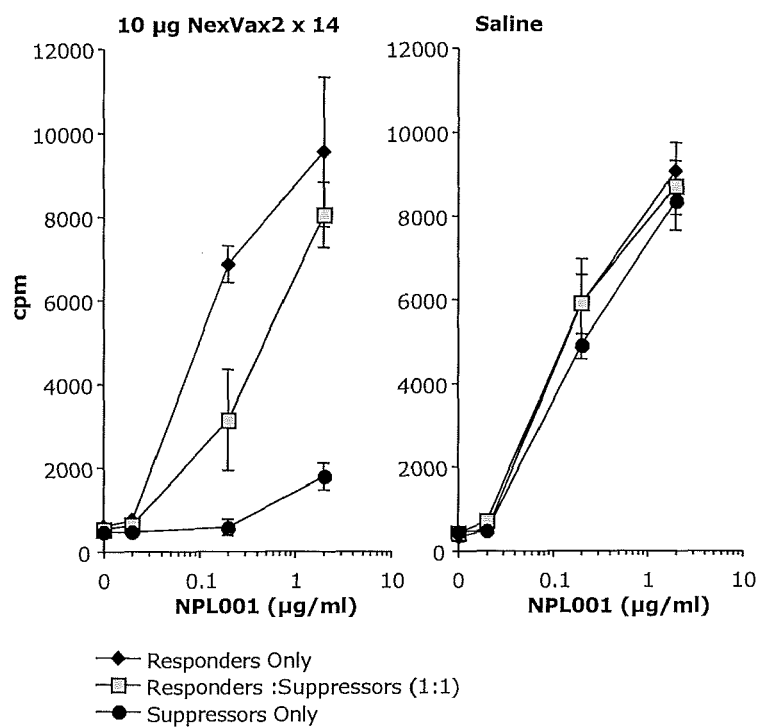 10 µg NexVax2 x 14
Saline
12000
10000
8000
6000
4000
2000
0
cpm
0
0.1
1
10
NPL001 (µg/ml)
12000
10000
8000
6000
4000
2000
0
0
0.1
1
10
NPL001 (µg/ml)
Responders Only
Responders :Suppressors (1:1)
Suppressors Only